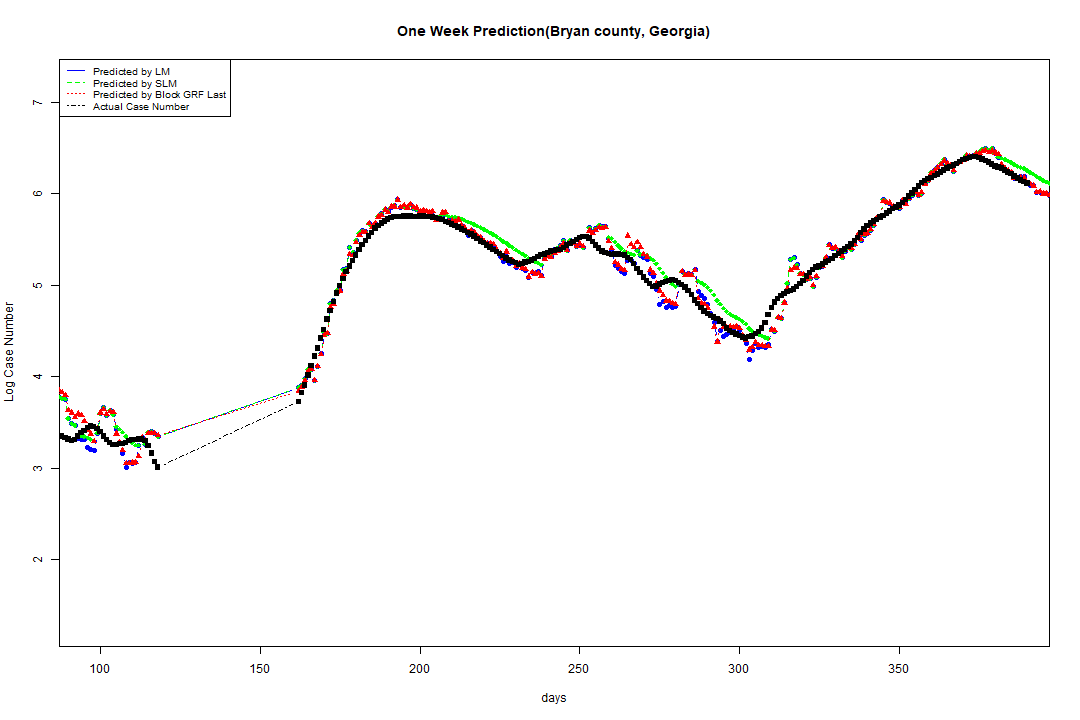 One Week Prediction(Bryan county, Georgia)
Predicted by LM
Predicted by SLM
Predicted by Block GRF Last
Actual Case Number
7
6
5
4
3
2
Log Case Number
100 150 200 250 300 350
days